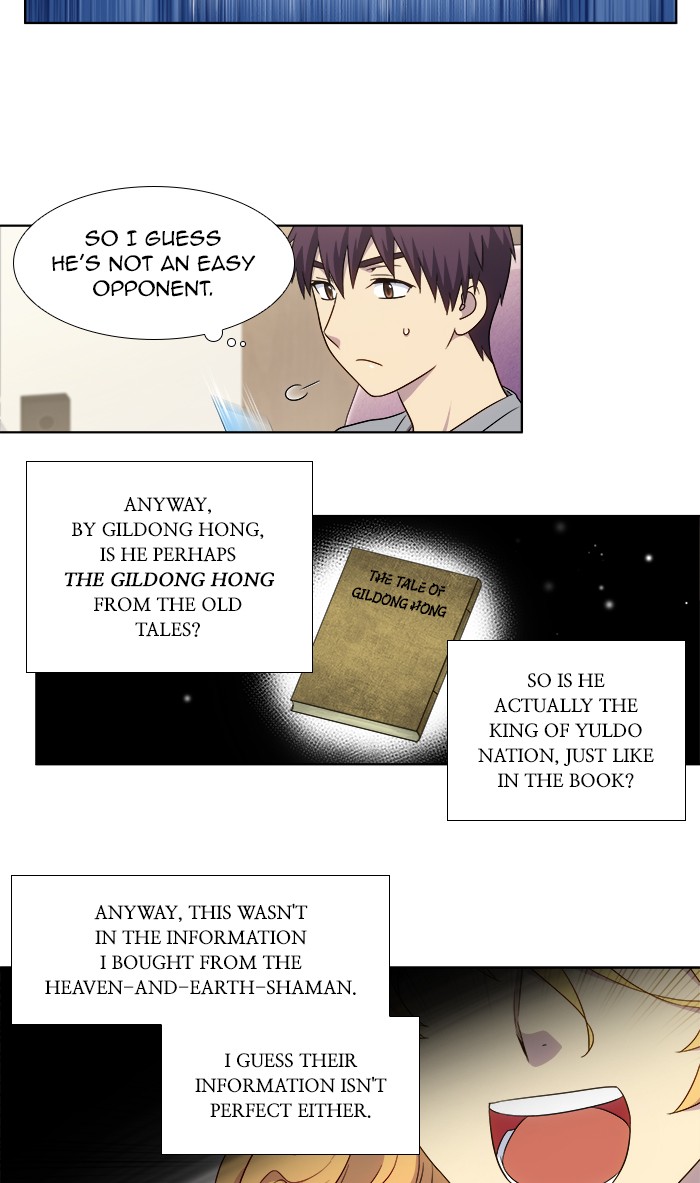 SO I GUESS
HE'S NOT AN EASY
OPPONENT.
ANYWAY,
BY GILDONG HONG,
IS HE PERHAPS
THE GILDONG HONG
FROM THE OLD
TALES?
THE TALE OF
GILDONG HONG
SO IS HE
ACTUALLY THE
KING OF YULDO
NATION, JUST LIKE
IN THE BOOK?
ANYWAY, THIS WASN'T
IN THE INFORMATION
I BOUGHT FROM THE
HEAVEN-AND-EARTH-SHAMAN.
I GUESS THEIR
INFORMATION ISN'T
PERFECT EITHER.